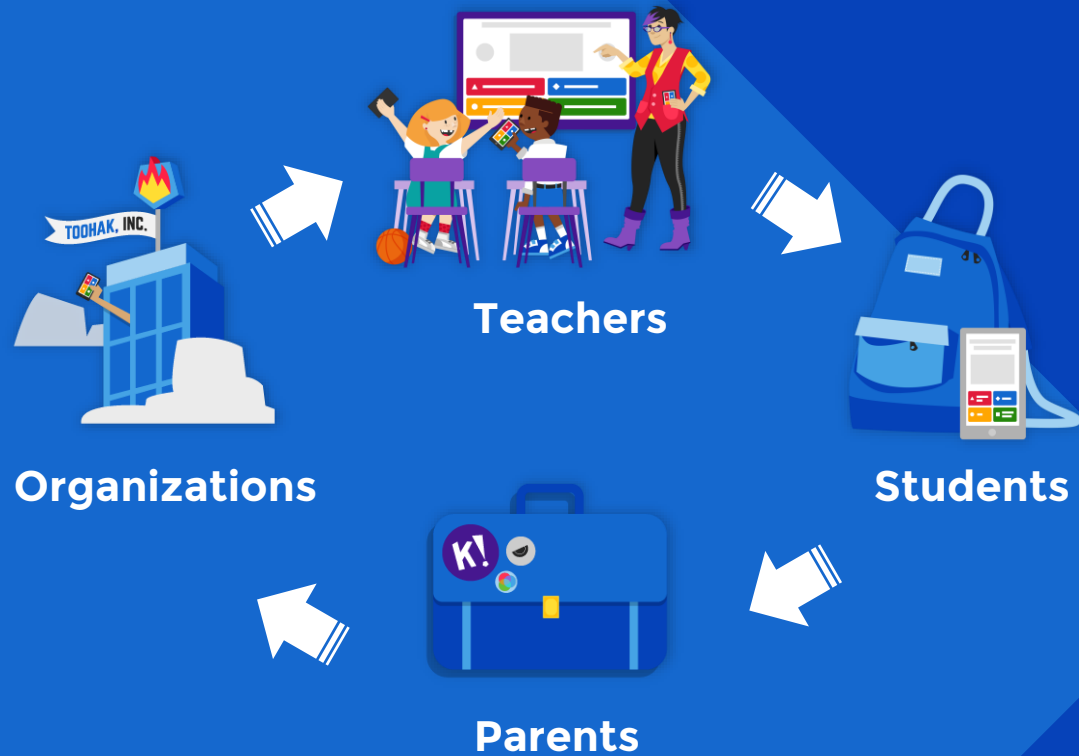 TOOHAK, INC.
Teachers
Organizations
Students
K!
Parents